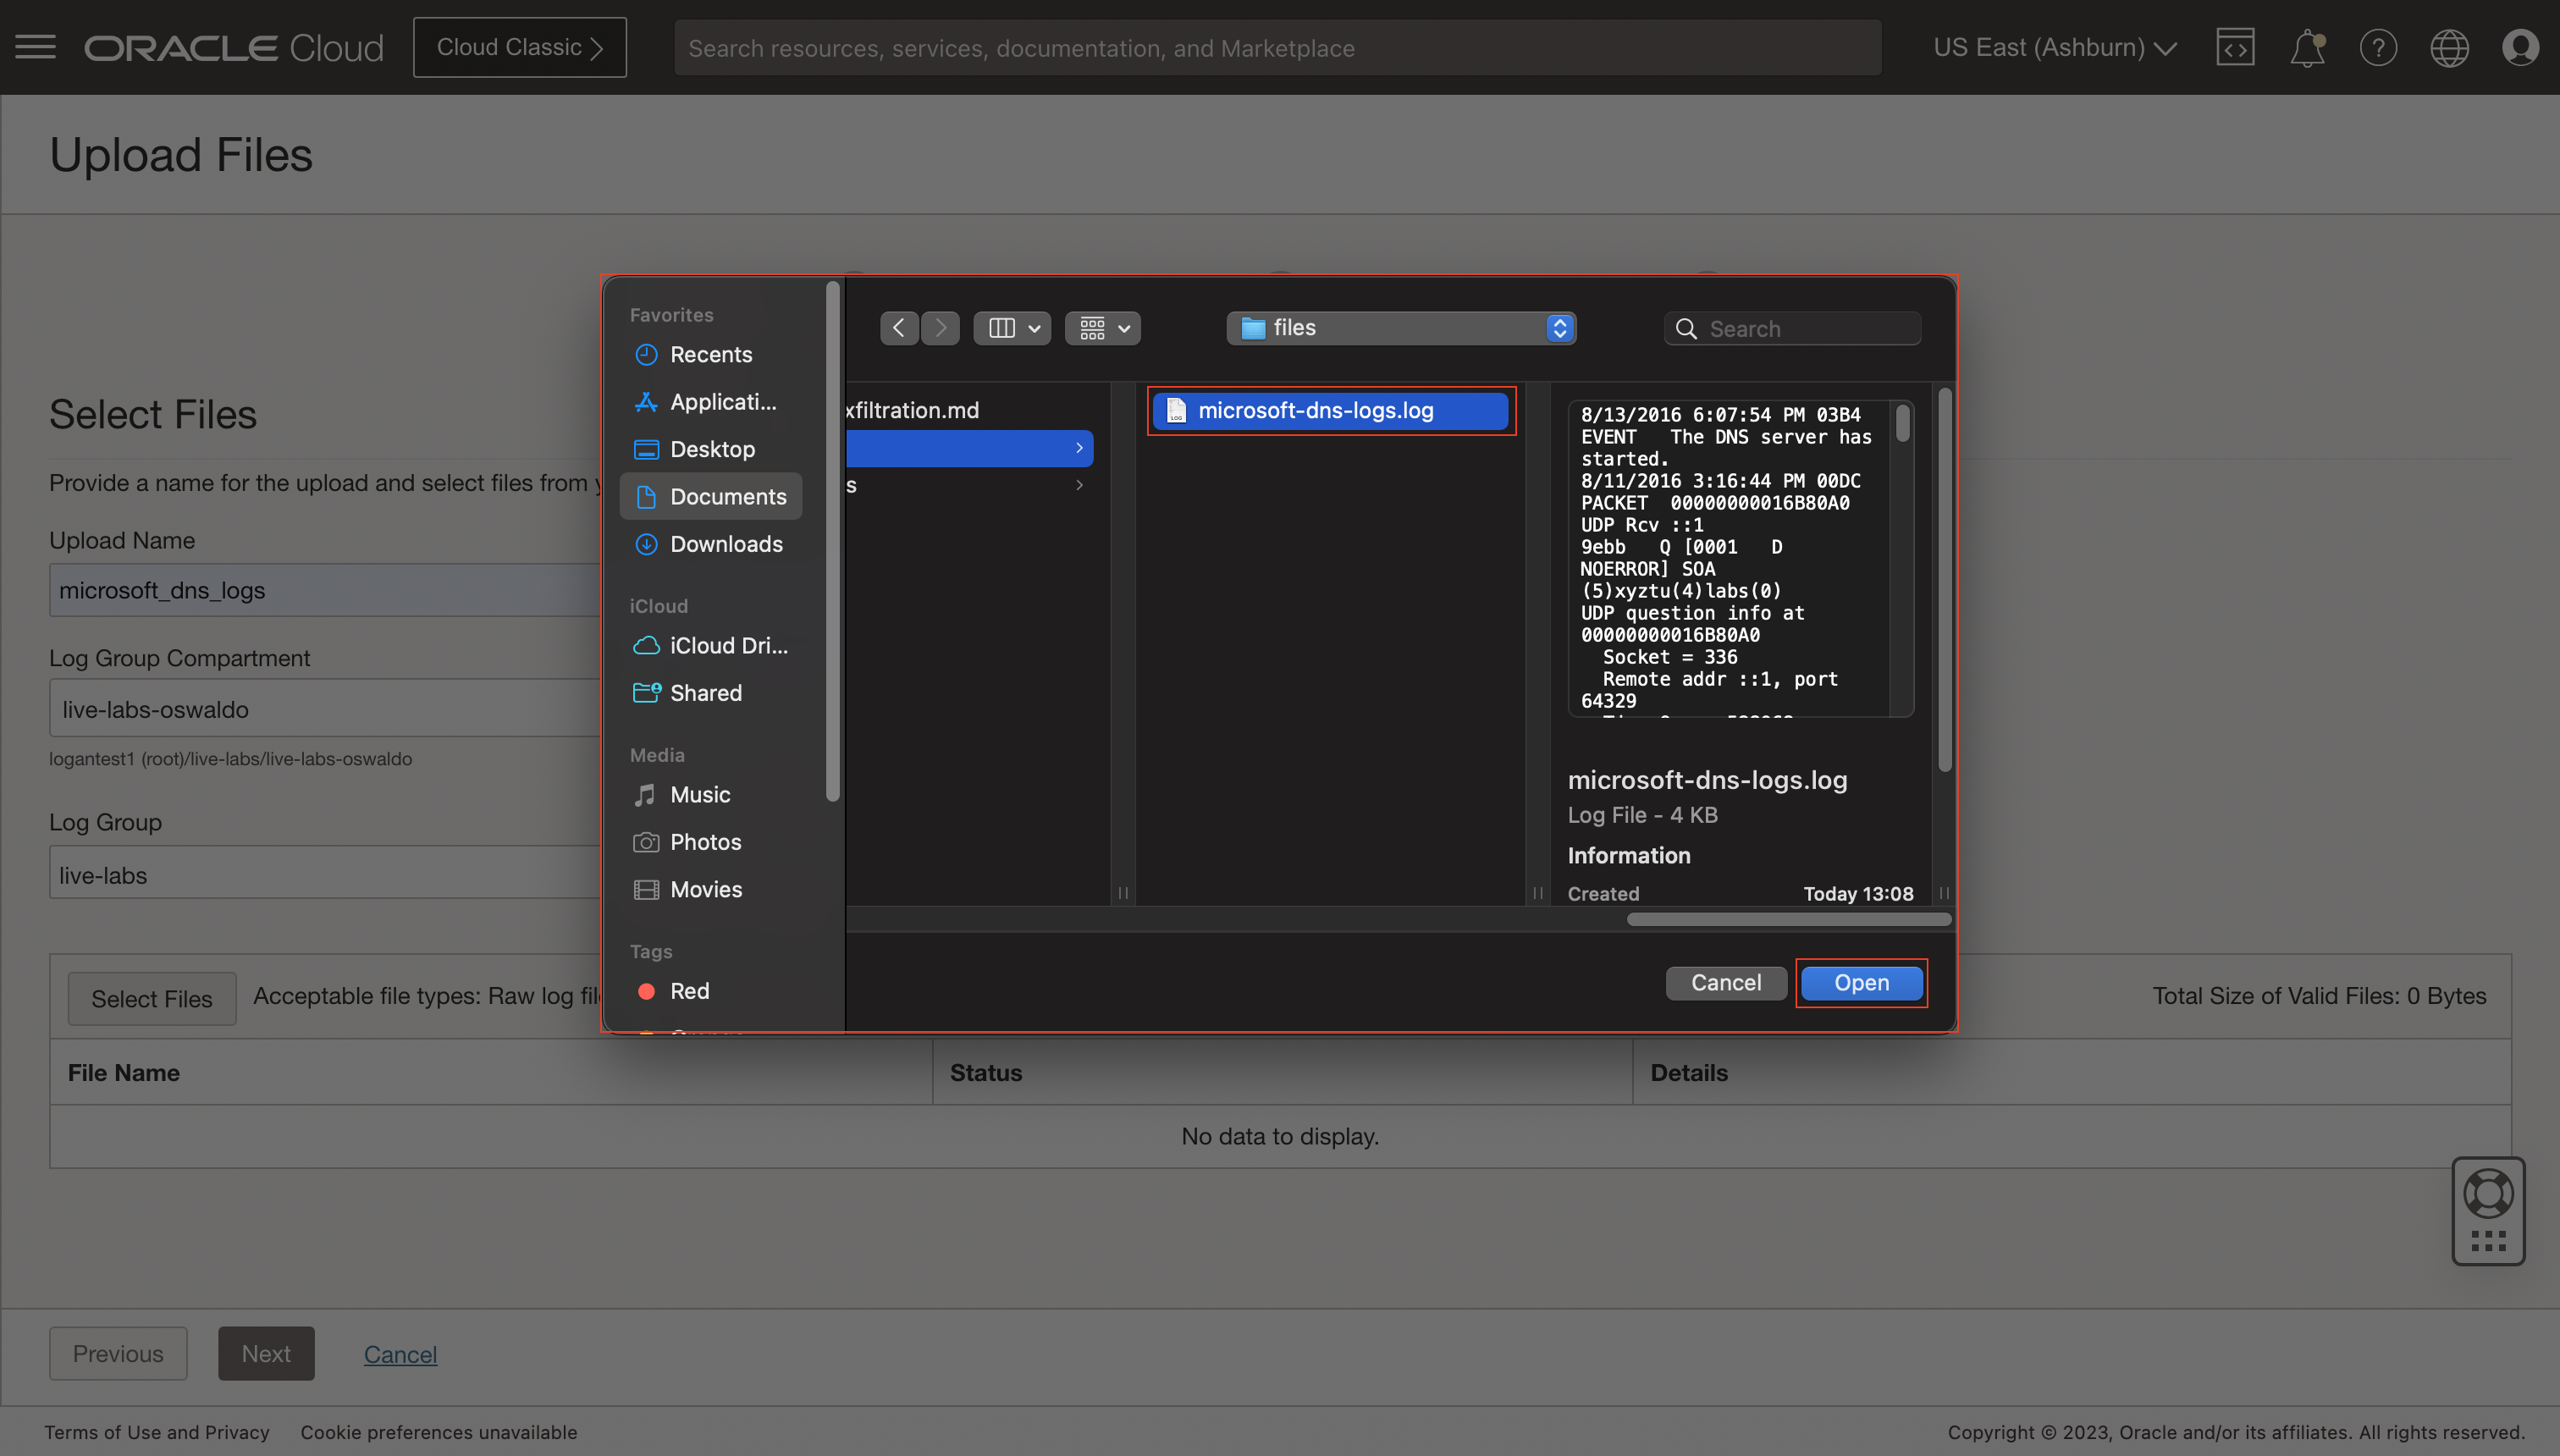 ORACLE Cloud
Cloud Classic
Search resources, services, documentation, and Marketplace
US East (Ashburn)
Upload Files
Select Files
Provide a name for the upload and select files from
Upload Name
microsoft_dns_logs
Log Group Compartment
live-labs-oswaldo
logantest1 (root)/live-labs/live-labs-oswaldo
Log Group
live-labs
Favorites
Recents
Applicati...
Desktop
Documents
Downloads
iCloud
iCloud Dri...
Shared
Media
Music
Photos
Movies
Tags
Red
files
Search
xfiltration.md
s
microsoft-dns-logs.log
8/13/2016 6:07:54 PM 03B4
EVENT The DNS server has
started.
8/11/2016 3:16:44 PM 00DC
PACKET 00000000016B80A0
UDP Rcv ::1
9ebb Q [0001 D
NOERROR] SOA
(5)xyztu(4)labs(0)
UDP question info at
00000000016B80A0
Socket = 336
Remote addr ::1, port
64329
microsoft-dns-logs.log
Log File - 4 KB
Information
Created Today 13:08
Cancel
Open
Select Files
Acceptable file types: Raw log
Total Size of Valid Files: 0 Bytes
File Name
Status
Details
No data to display.
Previous
Next
Cancel
Terms of Use and Privacy
Cookie preferences unavailable
Copyright © 2023, Oracle and/or its affiliates. All rights reserved.